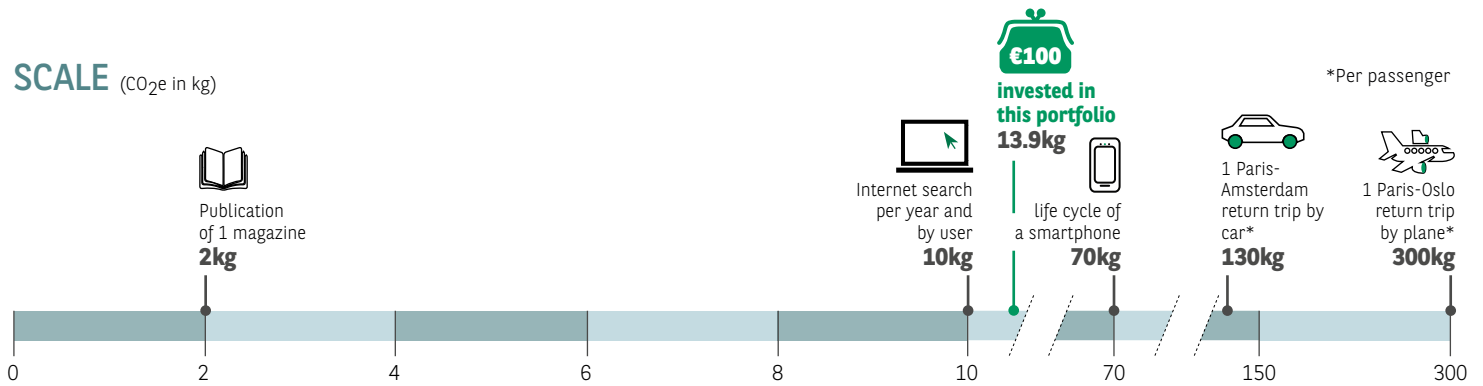 SCALE (CO2e in kg)
€100
invested in
this portfolio
13.9kg
*Per passenger
Publication
of 1 magazine
2kg
Internet search
per year and
by user
10kg
life cycle of
a smartphone
70kg
1 Paris-
Amsterdam
return trip by
car*
130kg
1 Paris-Oslo
return trip
by plane*
300kg
0 2 4 6 8 10 70 150 300